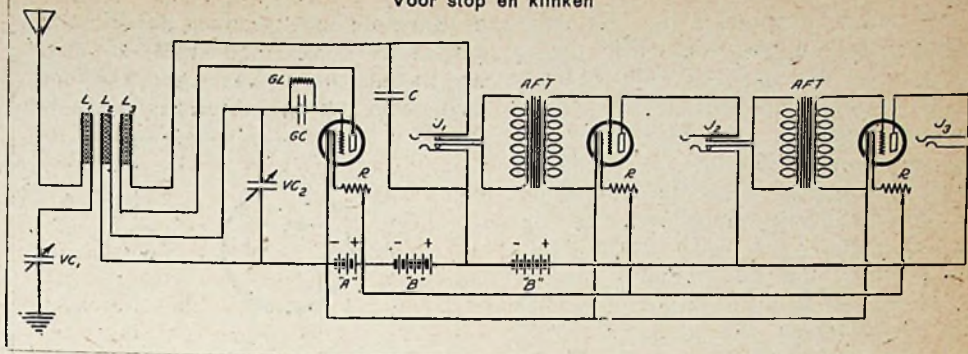 Voor stop en klinken
AFT AFT
GL
C
L₁ L₂ L₃
GC
J₁ J₂ J₃
R R R
VC₂
VC₁
- + - + - +
"A" "B" "B"